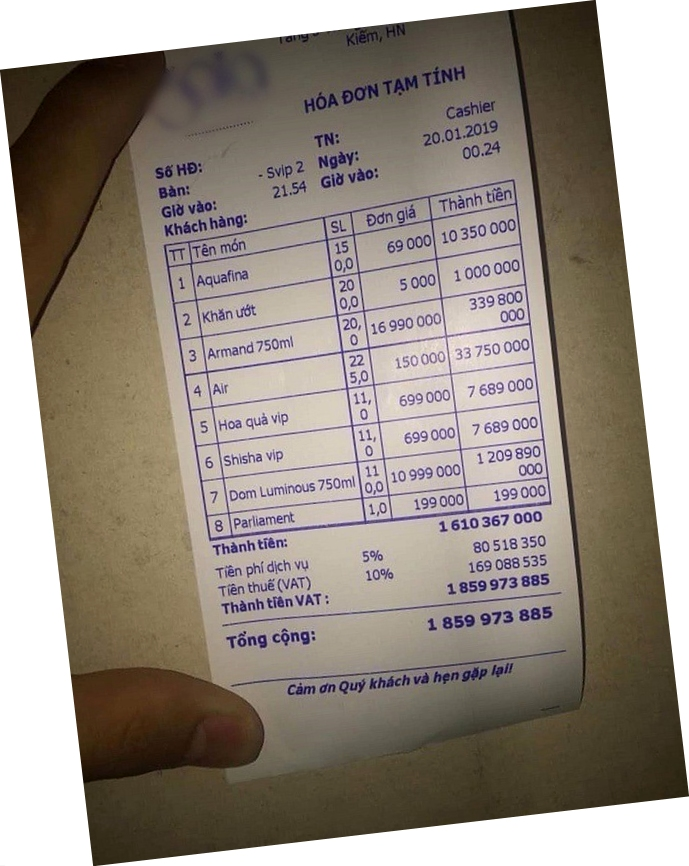 Kiếm, HN
HÓA ĐƠN TẠM TÍNH
Số HĐ: TN: Cashier
Bàn: - Svip 2 Ngày: 20.01.2019
Giờ vào: 21.54 Giờ vào: 00.24
Khách hàng:
TT Tên món SL Đơn giá Thành tiền
1 Aquafina 15 0,0 69 000 10 350 000
2 Khăn ướt 20 0,0 5 000 1 000 000
3 Armand 750ml 20, 0 16 990 000 339 800 000
4 Air 22 5,0 150 000 33 750 000
5 Hoa quả vip 11, 0 699 000 7 689 000
6 Shisha vip 11, 0 699 000 7 689 000
7 Dom Luminous 750ml 11 0,0 10 999 000 1 209 890 000
8 Parliament 1,0 199 000 199 000
Thành tiền: 1 610 367 000
Tiền phí dịch vụ 5% 80 518 350
Tiền thuế (VAT) 10% 169 088 535
Thành tiền VAT : 1 859 973 885
Tổng cộng: 1 859 973 885
Cảm ơn Quý khách và hẹn gặp lại!